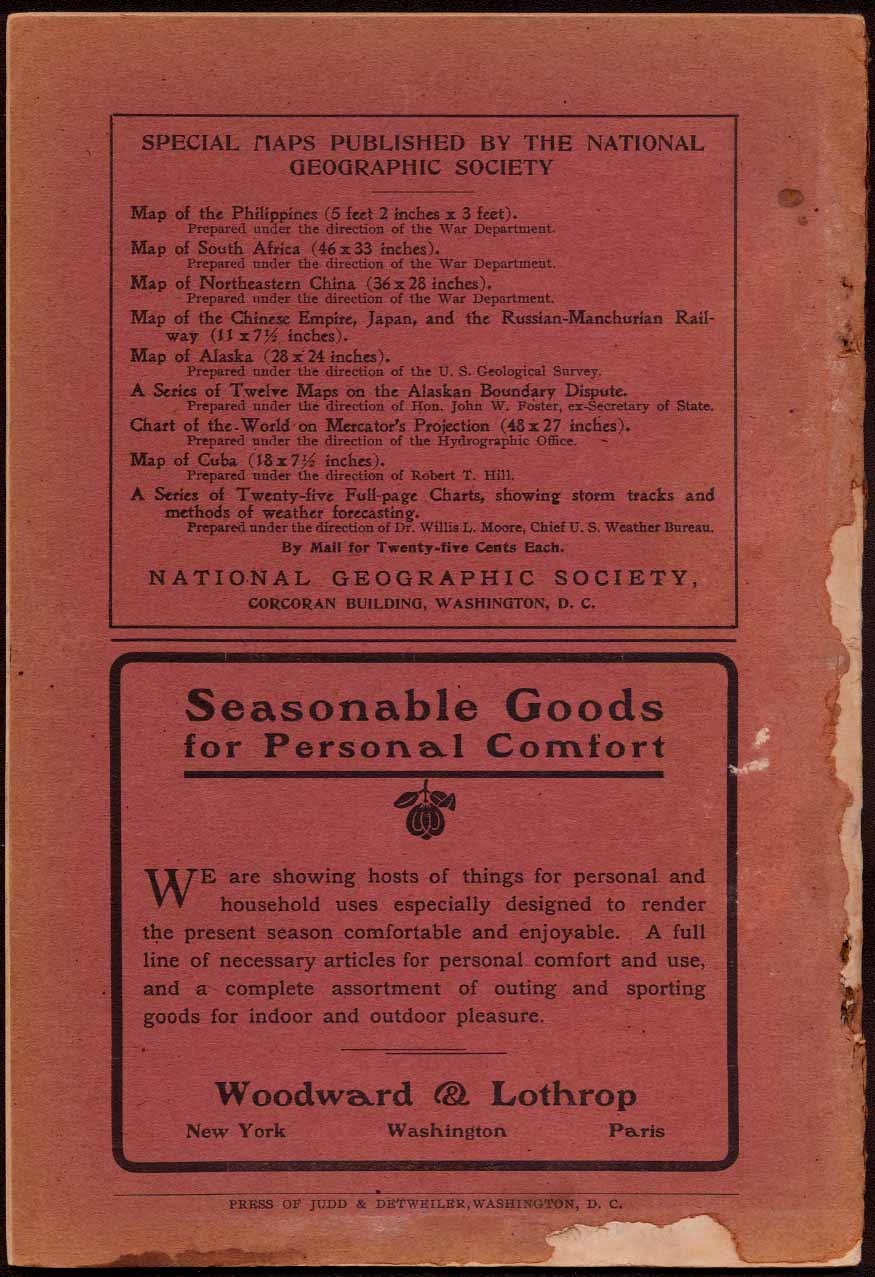 SPECIAL MAPS PUBLISHED BY THE NATIONAL
GEOGRAPHIC SOCIETY
Map of the Philippines (5 feet 2 inches x 3 feet).
Prepared under the direction of the War Department.
Map of South Africa (46 x 33 inches).
Prepared under the direction of the War Department.
Map of Northeastern China (36 x 28 inches).
Prepared under the direction of the War Department.
Map of the Chinese Empire, Japan, and the Russian-Manchurian Rail-
way (11 x 7½ inches).
Map of Alaska (28 x 24 inches).
Prepared under the direction of the U. S. Geological Survey.
A Series of Twelve Maps on the Alaskan Boundary Dispute.
Prepared under the direction of Hon. John W. Foster, ex-Secretary of State.
Chart of the World on Mercator's Projection (48 x 27 inches).
Prepared under the direction of the Hydrographic Office.
Map of Cuba (18 x 7½ inches).
Prepared under the direction of Robert T. Hill.
A Series of Twenty-five Full-page Charts, showing storm tracks and
methods of weather forecasting.
Prepared under the direction of Dr. Willis L. Moore, Chief U. S. Weather Bureau.
By Mail for Twenty-five Cents Each.
NATIONAL GEOGRAPHIC SOCIETY,
CORCORAN BUILDING, WASHINGTON, D. C.
Seasonable Goods
for Personal Comfort
WE are showing hosts of things for personal and
household uses especially designed to render
the present season comfortable and enjoyable. A full
line of necessary articles for personal comfort and use,
and a complete assortment of outing and sporting
goods for indoor and outdoor pleasure.
Woodward & Lothrop
New York Washington Paris
PRESS OF JUDD & DETWEILER, WASHINGTON, D. C.